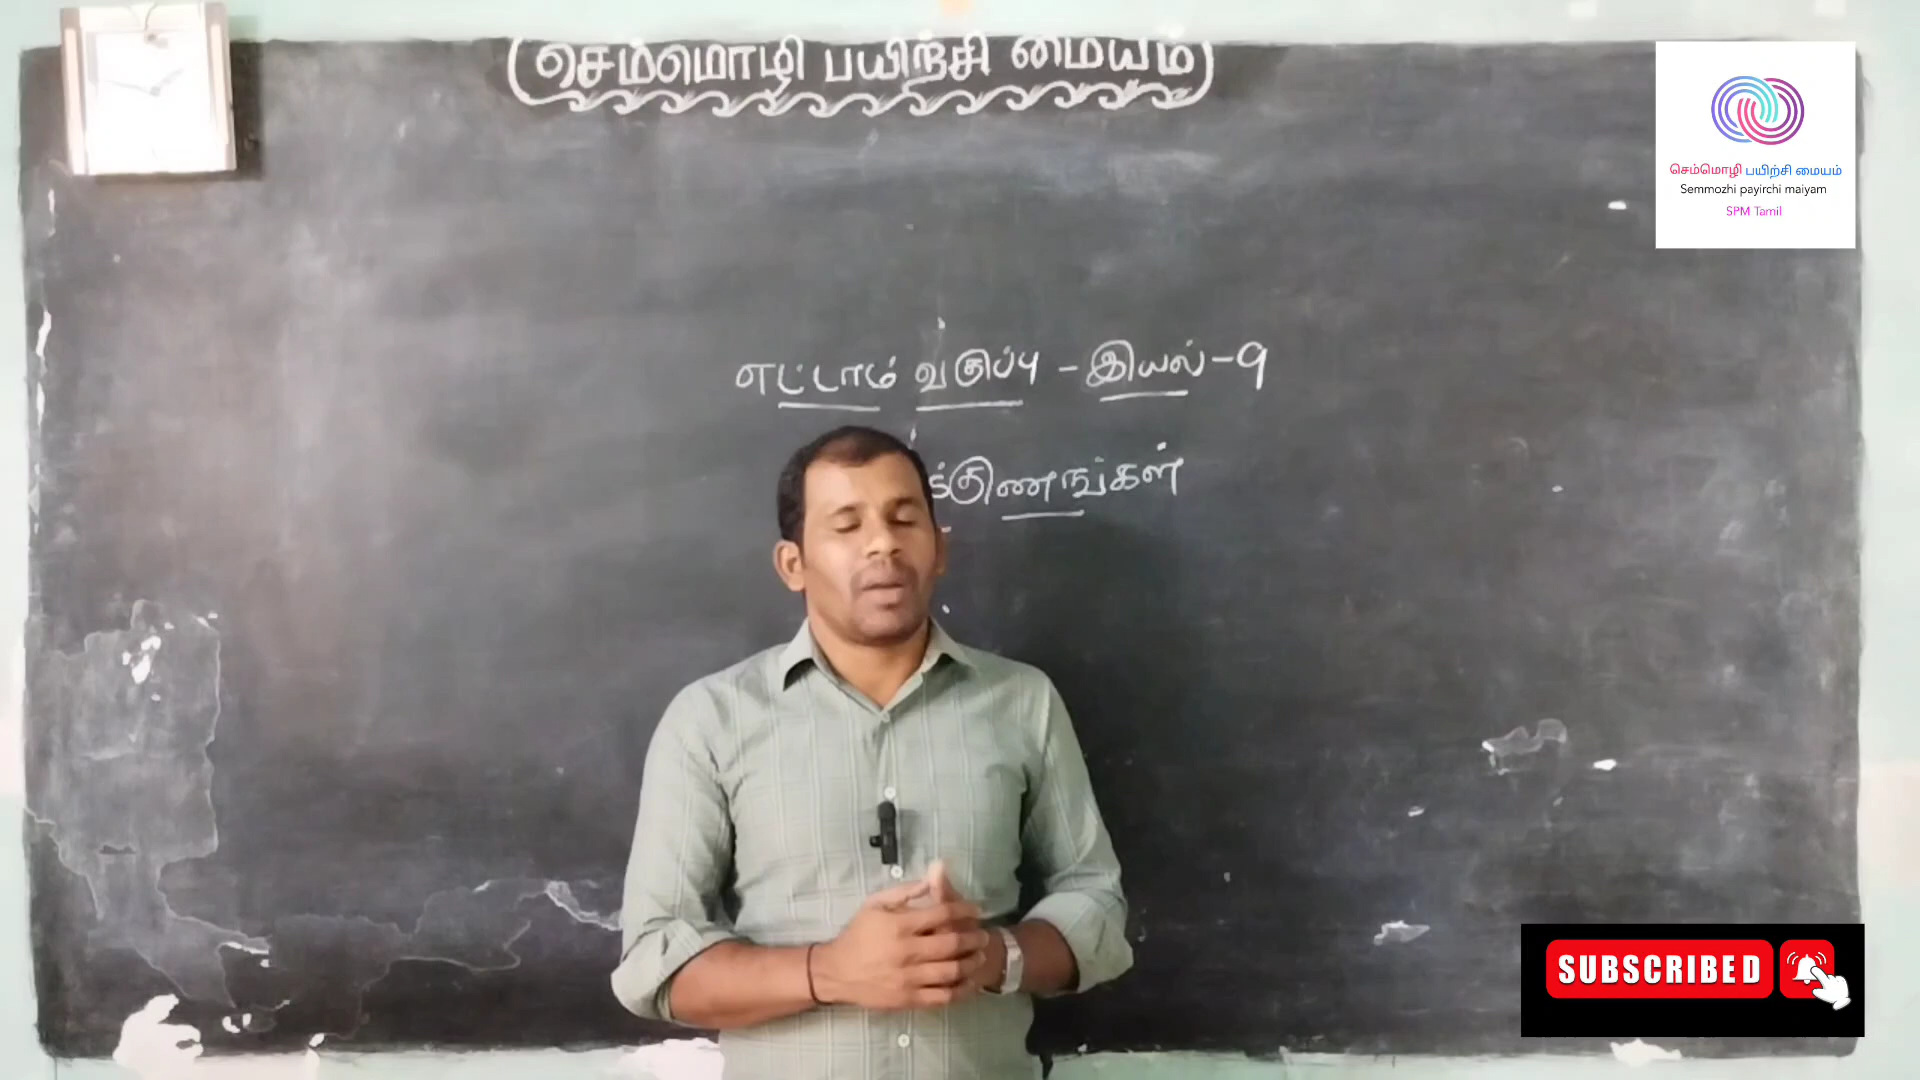 செம்மொழி பயிற்சி மையம்
செம்மொழி பயிற்சி மையம்
Semmozhi payirchi maiyam
SPM Tamil
எட்டாம் வகுப்பு - இயல் - 9
SUBSCRIBED